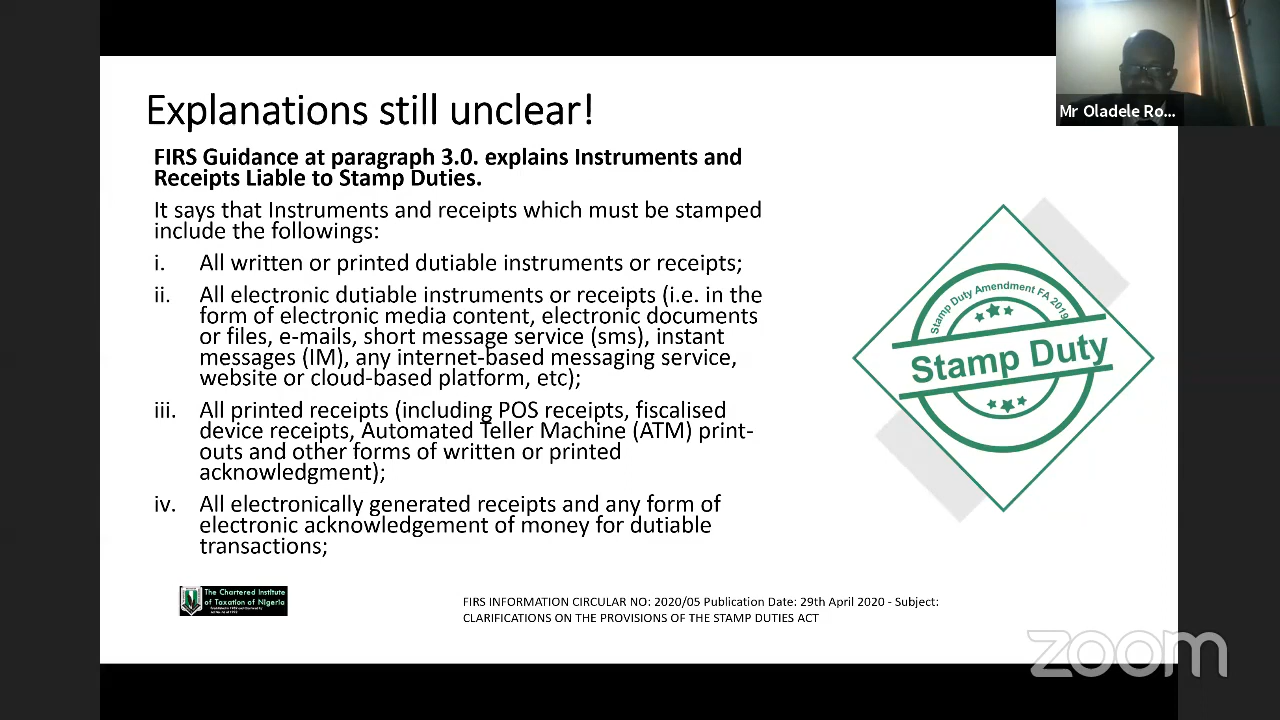 Mr Oladele Ro...
Explanations still unclear!
FIRS Guidance at paragraph 3.0. explains Instruments and
Receipts Liable to Stamp Duties.
It says that Instruments and receipts which must be stamped
include the followings:
i. All written or printed dutiable instruments or receipts;
ii. All electronic dutiable instruments or receipts (i.e. in the
form of electronic media content, electronic documents
or files, e-mails, short message service (sms), instant
messages (IM), any internet-based messaging service,
website or cloud-based platform, etc);
iii. All printed receipts (including POS receipts, fiscalised
device receipts, Automated Teller Machine (ATM) print-
outs and other forms of written or printed
acknowledgment);
iv. All electronically generated receipts and any form of
electronic acknowledgement of money for dutiable
transactions;
Stamp Duty Amendment FA 2019
Stamp Duty
The Chartered Institute
of Taxation of Nigeria
FIRS INFORMATION CIRCULAR NO: 2020/05 Publication Date: 29th April 2020 - Subject:
CLARIFICATIONS ON THE PROVISIONS OF THE STAMP DUTIES ACT
zoom